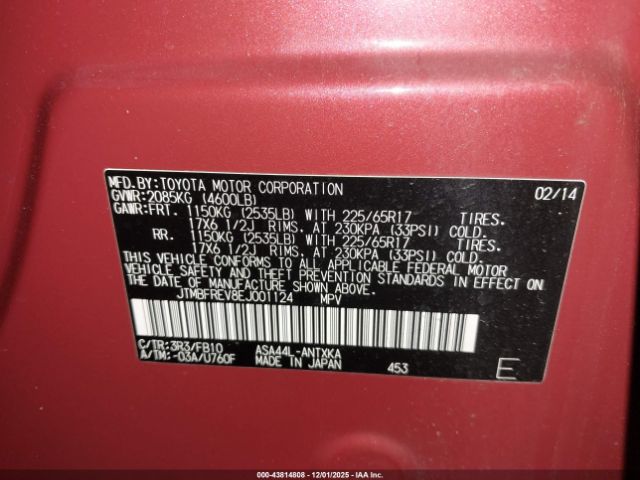 MFD.BY:TOYOTA MOTOR CORPORATION 02/14
GVWR:2085KG (4600LB)
GAWR:FRT. 1150KG (2535LB) WITH 225/65R17 TIRES.
17X6 1/2J RIMS. AT 230KPA (33PSI) COLD.
RR. 1150KG (2535LB) WITH 225/65R17 TIRES.
17X6 1/2J RIMS. AT 230KPA (33PSI) COLD.
THIS VEHICLE CONFORMS TO ALL APPLICABLE FEDERAL MOTOR
VEHICLE SAFETY AND THEFT PREVENTION STANDARDS IN EFFECT ON
THE DATE OF MANUFACTURE SHOWN ABOVE.
JTMBFREV8EJ001124 MPV
C/TR:3R3/FB10 ASA44L-ANTXKA
A/TM:-03A/U760F MADE IN JAPAN 453 E
000-43814808 - 12/01/2025 - IAA Inc.